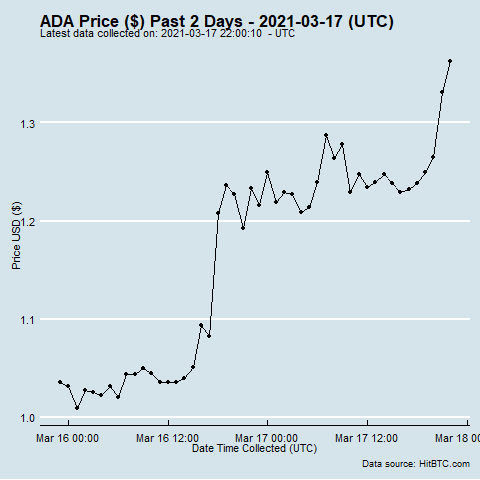 ADA Price ($) Past 2 Days - 2021-03-17 (UTC)
Latest data collected on: 2021-03-17 22:00:10  - UTC
1.3
1.2
1.1
1.0
Price USD ($)
Mar 16 00:00 Mar 16 12:00 Mar 17 00:00 Mar 17 12:00 Mar 18 00:00
Date Time Collected (UTC)
Data source: HitBTC.com